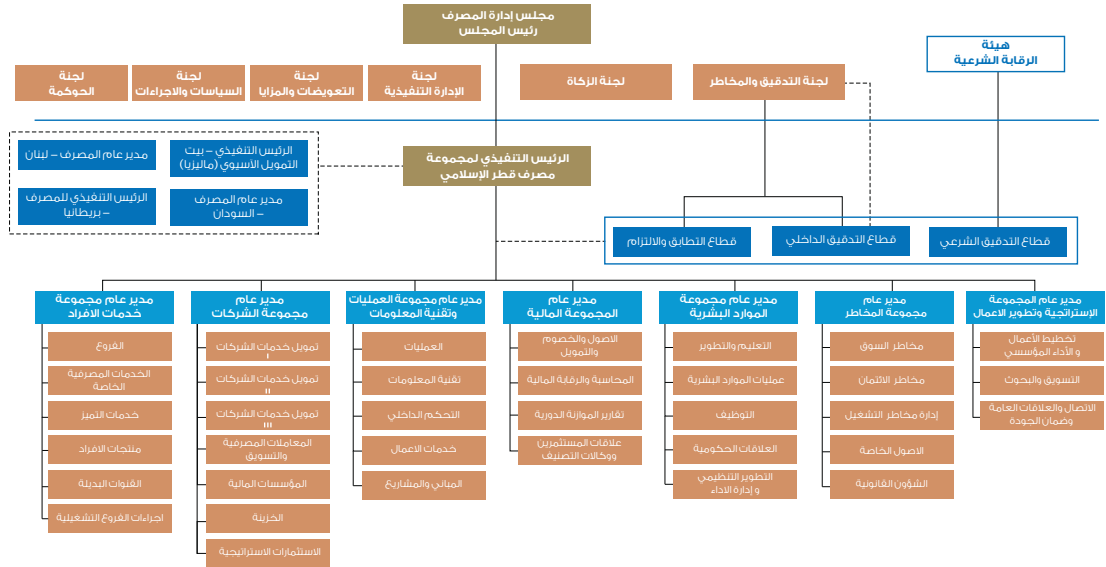 مجلس إدارة المصرف
رئيس المجلس
هيئة
الرقابة الشرعية
لجنة التدقيق والمخاطر
لجنة الزكاة
لجنة
الإدارة التنفيذية
لجنة
التعويضات والمزايا
لجنة
السياسات والاجراءات
لجنة
الحوكمة
الرئيس التنفيذي لمجموعة
مصرف قطر الإسلامي
الرئيس التنفيذي – بيت
التمويل الآسيوي (ماليزيا)
مدير عام المصرف – لبنان
مدير عام المصرف
– السودان
الرئيس التنفيذي للمصرف
– بريطانيا
قطاع التدقيق الشرعي
قطاع التدقيق الداخلي
قطاع التطابق والالتزام
مدير عام المجموعة
الإستراتجية وتطوير الاعمال
تخطيط الأعمال
و الأداء المؤسسي
التسويق والبحوث
الاتصال والعلاقات العامة
وضمان الجودة
مدير عام
مجموعة المخاطر
مخاطر السوق
مخاطر الائتمان
إدارة مخاطر التشغيل
الاصول الخاصة
الشؤون القانونية
مدير عام مجموعة
الموارد البشرية
التعليم والتطوير
عمليات الموارد البشرية
التوظيف
العلاقات الحكومية
التطوير التنظيمي
و إدارة الاداء
مدير عام
المجموعة المالية
الاصول والخصوم
والتمويل
المحاسبة والرقابة المالية
تقارير الموازنة الدورية
علاقات المستثمرين
ووكالات التصنيف
مدير عام مجموعة العمليات
وتقنية المعلومات
العمليات
تقنية المعلومات
التحكم الداخلي
خدمات الاعمال
المباني والمشاريع
مدير عام
مجموعة الشركات
تمويل خدمات الشركات
I
تمويل خدمات الشركات
II
تمويل خدمات الشركات
III
المعاملات المصرفية
والتسويق
المؤسسات المالية
الخزينة
الاستثمارات الاستراتيجية
مدير عام مجموعة
خدمات الافراد
الفروع
الخدمات المصرفية
الخاصة
خدمات التميز
منتجات الافراد
القنوات البديلة
اجراءات الفروع التشغيلية